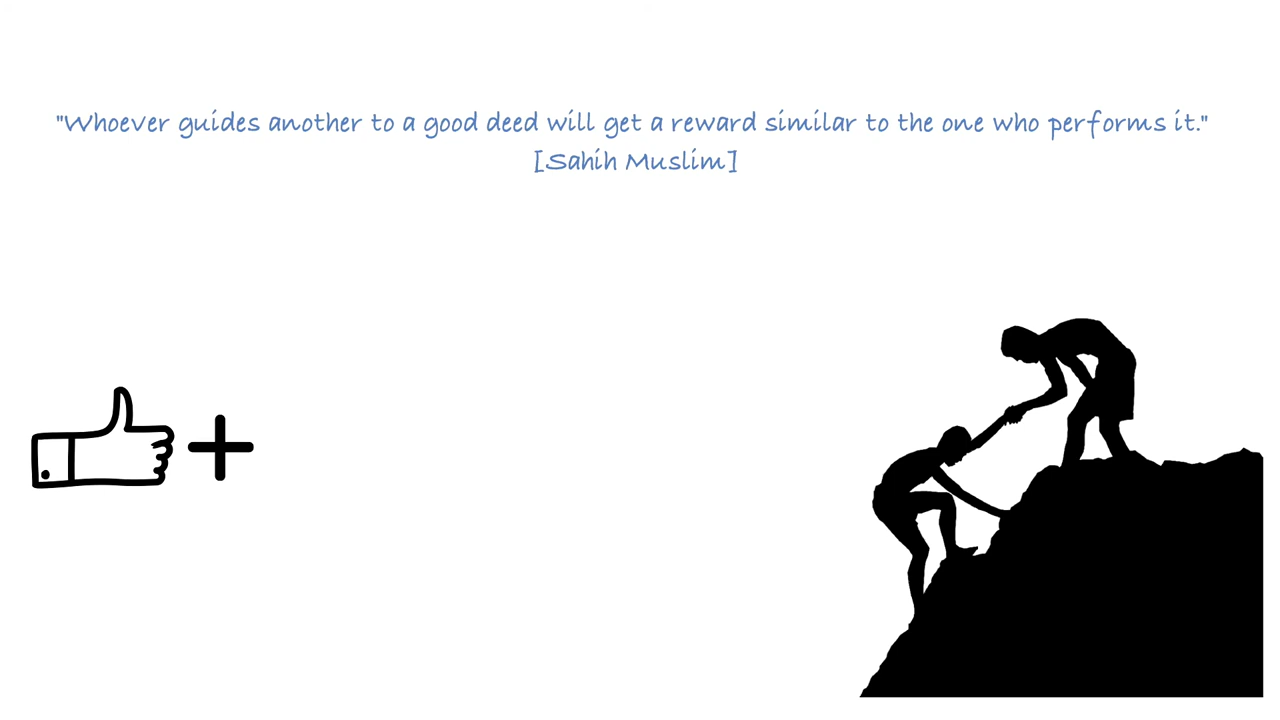 "Whoever guides another to a good deed will get a reward similar to the one who performs it."
[Sahih Muslim]